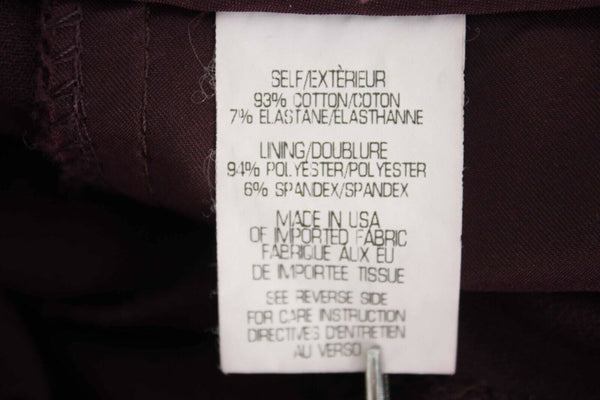 SELF/EXTÈRIEUR
93% COTTON/COTON
7% ELASTANE/ELASTHANNE
LINING/DOUBLURE
94% POLYESTER/POLYESTER
6% SPANDEX/SPANDEX
MADE IN USA
OF IMPORTED FABRIC
FABRIQUE AUX EU
DE IMPORTEE TISSUE
SEE REVERSE SIDE
FOR CARE INSTRUCTION
DIRECTIVES D'ENTRETIEN
AU VERSO